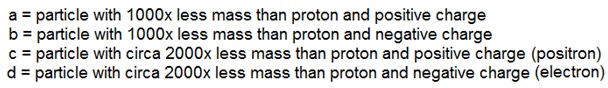 a = particle with 1000x less mass than proton and positive charge
b = particle with 1000x less mass than proton and negative charge
c = particle with circa 2000x less mass than proton and positive charge (positron)
d = particle with circa 2000x less mass than proton and negative charge (electron)